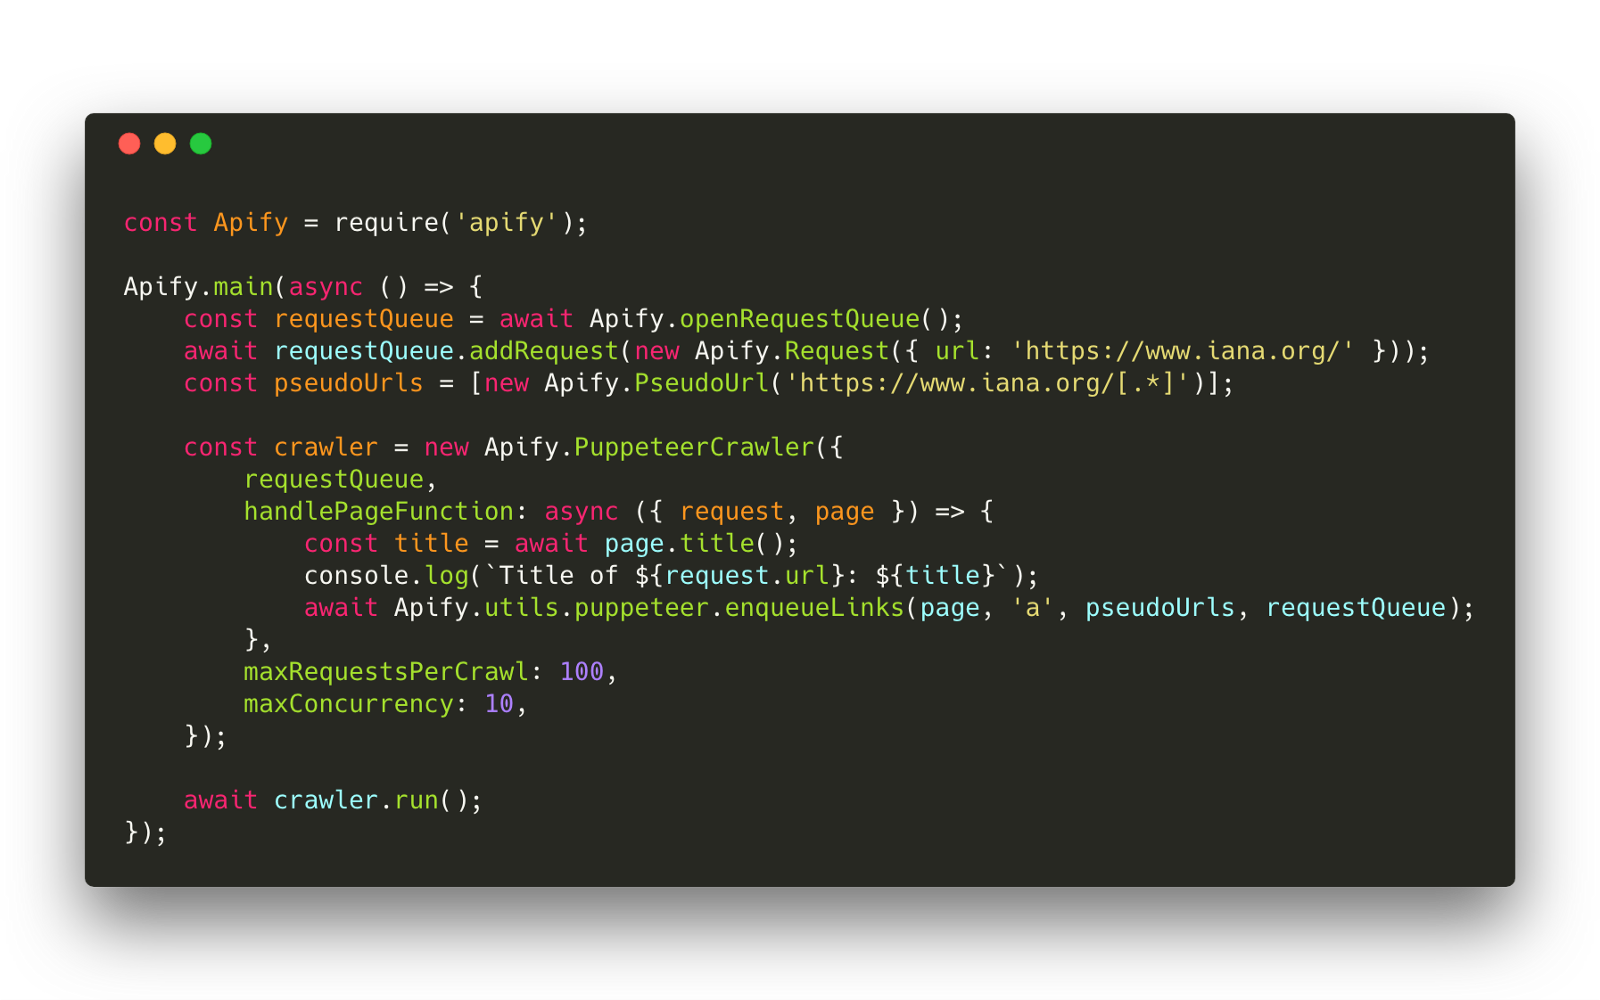 const Apify = require('apify');

Apify.main(async () => {
    const requestQueue = await Apify.openRequestQueue();
    await requestQueue.addRequest(new Apify.Request({ url: 'https://www.iana.org/' }));
    const pseudoUrls = [new Apify.PseudoUrl('https://www.iana.org/[.*]')];

    const crawler = new Apify.PuppeteerCrawler({
        requestQueue,
        handlePageFunction: async ({ request, page }) => {
            const title = await page.title();
            console.log(`Title of ${request.url}: ${title}`);
            await Apify.utils.puppeteer.enqueueLinks(page, 'a', pseudoUrls, requestQueue);
        },
        maxRequestsPerCrawl: 100,
        maxConcurrency: 10,
    });

    await crawler.run();
});